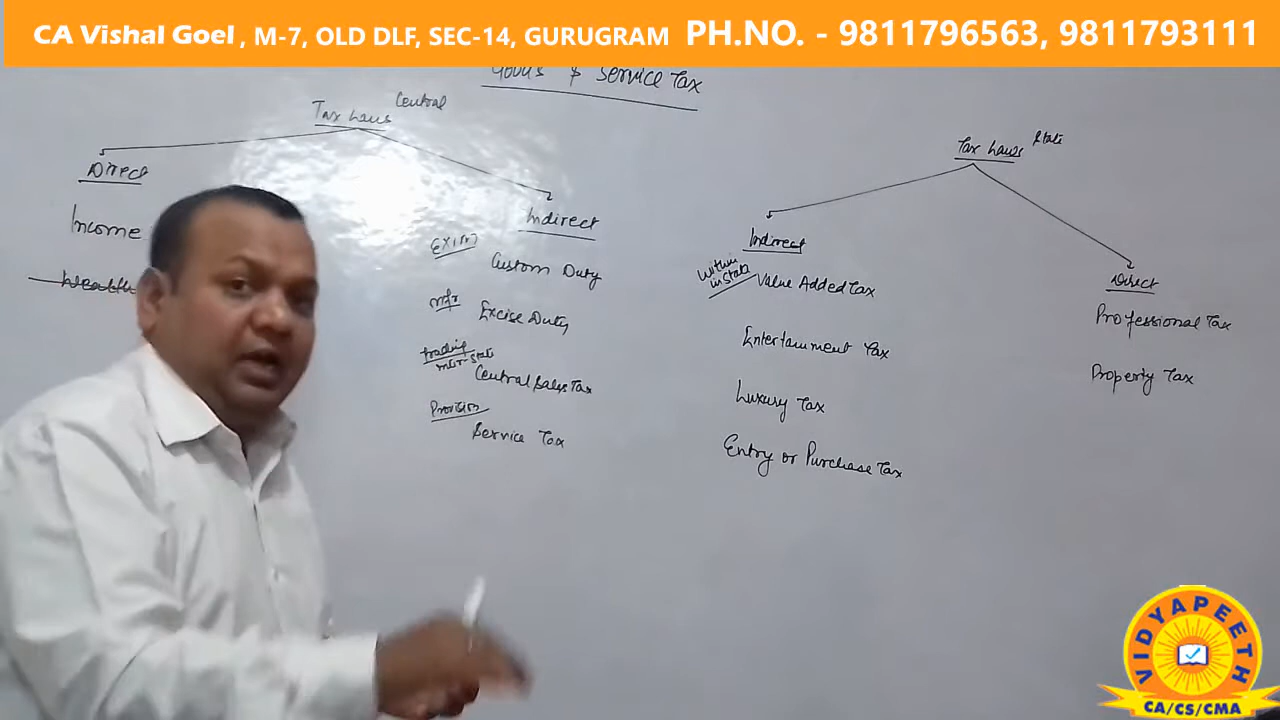 CA Vishal Goel , M-7, OLD DLF, SEC-14, GURUGRAM PH.NO. - 9811796563, 9811793111
Goods & Service Tax
Tax Laws Central
Direct
Income
Wealth
Indirect
EXIM
Custom Duty
Mfr
Excise Duty
Trading
Inter-State
Central Sales Tax
Provision
Service Tax
Tax Laws State
Indirect
Within
in State
Value Added Tax
Entertainment Tax
Luxury Tax
Entry or Purchase Tax
Direct
Professional Tax
Property Tax
VIDYAPEETH
CA/CS/CMA